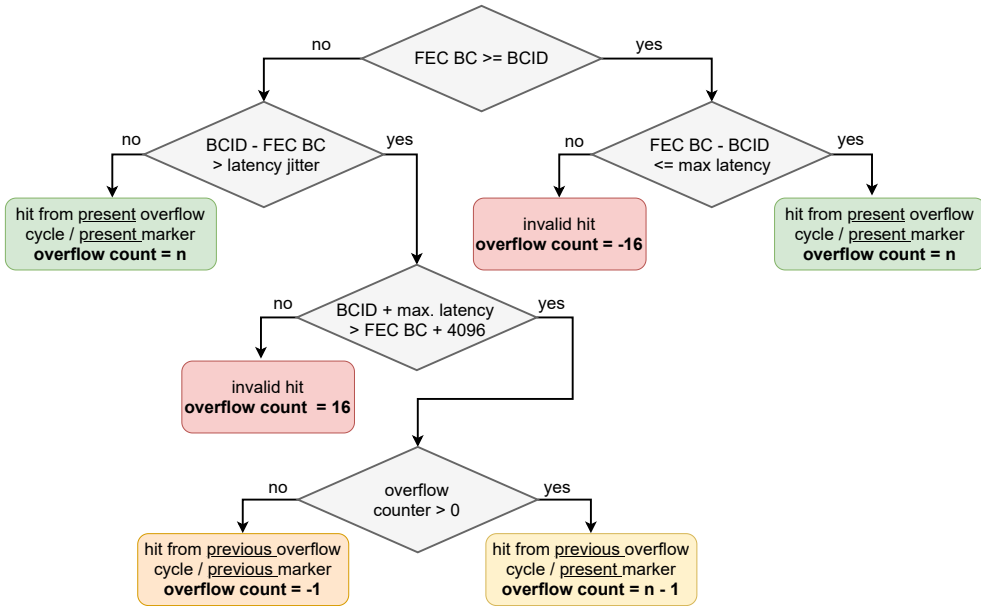 no
FEC BC >= BCID
yes
no
BCID - FEC BC
> latency jitter
yes
no
FEC BC - BCID
<= max latency
yes
hit from present overflow
cycle / present marker
overflow count = n
invalid hit
overflow count = -16
hit from present overflow
cycle / present marker
overflow count = n
no
BCID + max. latency
> FEC BC + 4096
yes
invalid hit
overflow count = 16
no
overflow
counter > 0
yes
hit from previous overflow
cycle / previous marker
overflow count = -1
hit from previous overflow
cycle / present marker
overflow count = n - 1